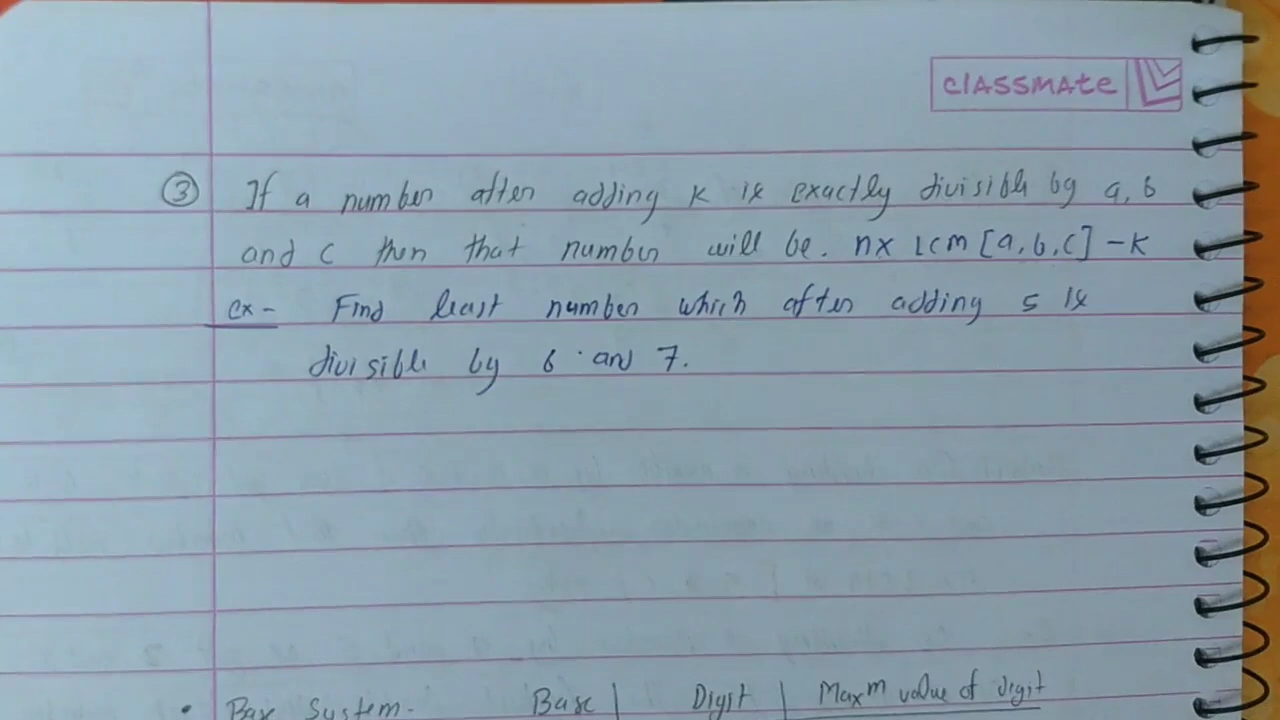 classmate
③ If a number after adding k is exactly divisible by a, b
and c then that number will be. n× lcm [a, b, c] - k
ex- Find least number which after adding 5 is
divisible by 6 and 7.
• Base System. Base | Digit | Maxᵐ value of digit